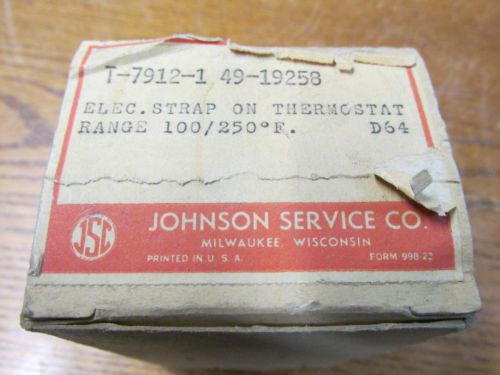 T-7912-1 49-19258
ELEC.STRAP ON THERMOSTAT
RANGE 100/250°F. D64
JSC
JOHNSON SERVICE CO.
MILWAUKEE, WISCONSIN
PRINTED IN U. S. A. FORM 998-22